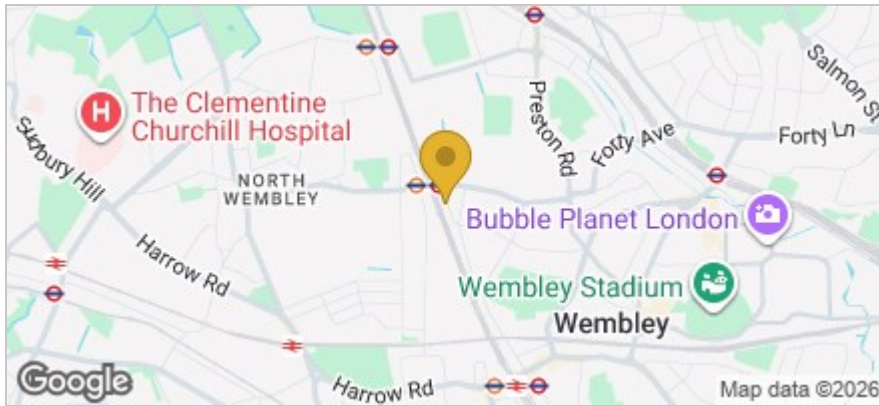 Salmon St
The Clementine
Churchill Hospital
H
Preston Rd
Forty Ave
Forty Ln
Sudbury Hill
NORTH
WEMBLEY
Bubble Planet London
Harrow Rd
Wembley Stadium
Wembley
Google
Harrow Rd
Map data ©2026